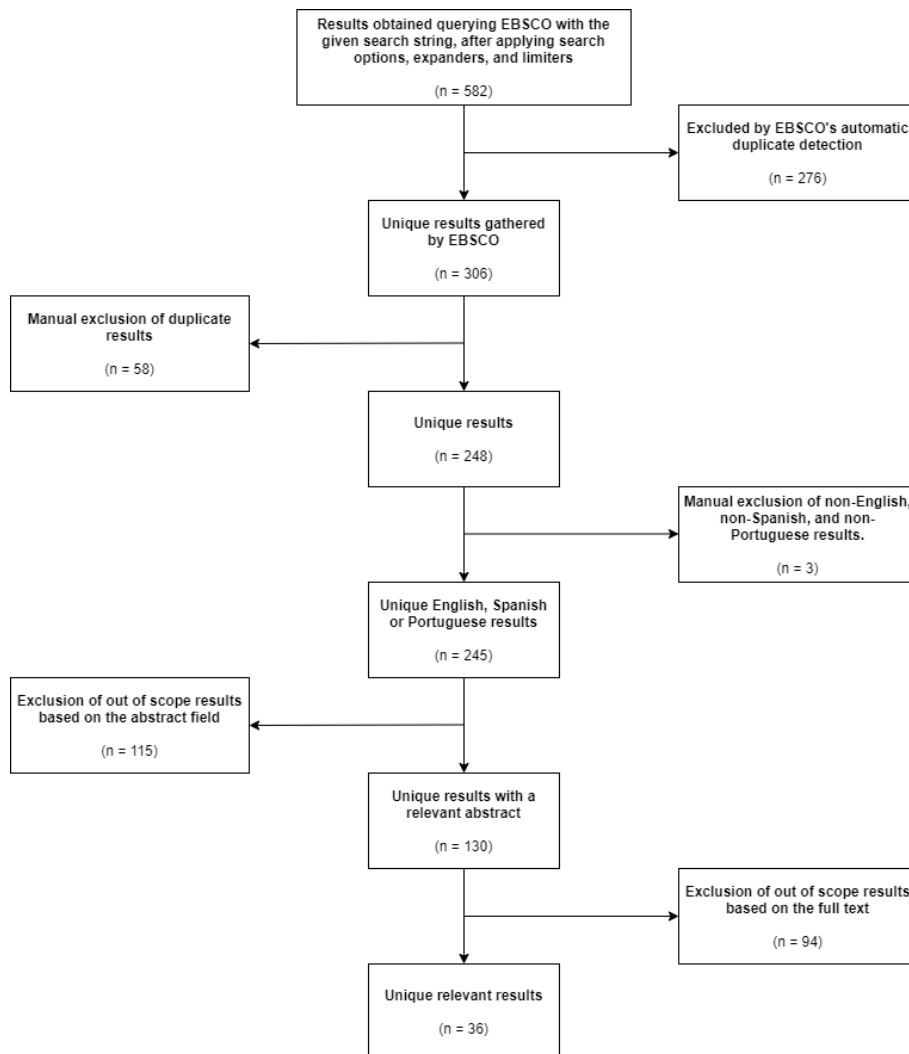 Results obtained querying EBSCO with the
given search string, after applying search
options, expanders, and limiters
(n = 582)
Excluded by EBSCO's automatic
duplicate detection
(n = 276)
Unique results gathered
by EBSCO
(n = 306)
Manual exclusion of duplicate
results
(n = 58)
Unique results
(n = 248)
Manual exclusion of non-English,
non-Spanish, and non-
Portuguese results.
(n = 3)
Unique English, Spanish
or Portuguese results
(n = 245)
Exclusion of out of scope results
based on the abstract field
(n = 115)
Unique results with a
relevant abstract
(n = 130)
Exclusion of out of scope results
based on the full text
(n = 94)
Unique relevant results
(n = 36)